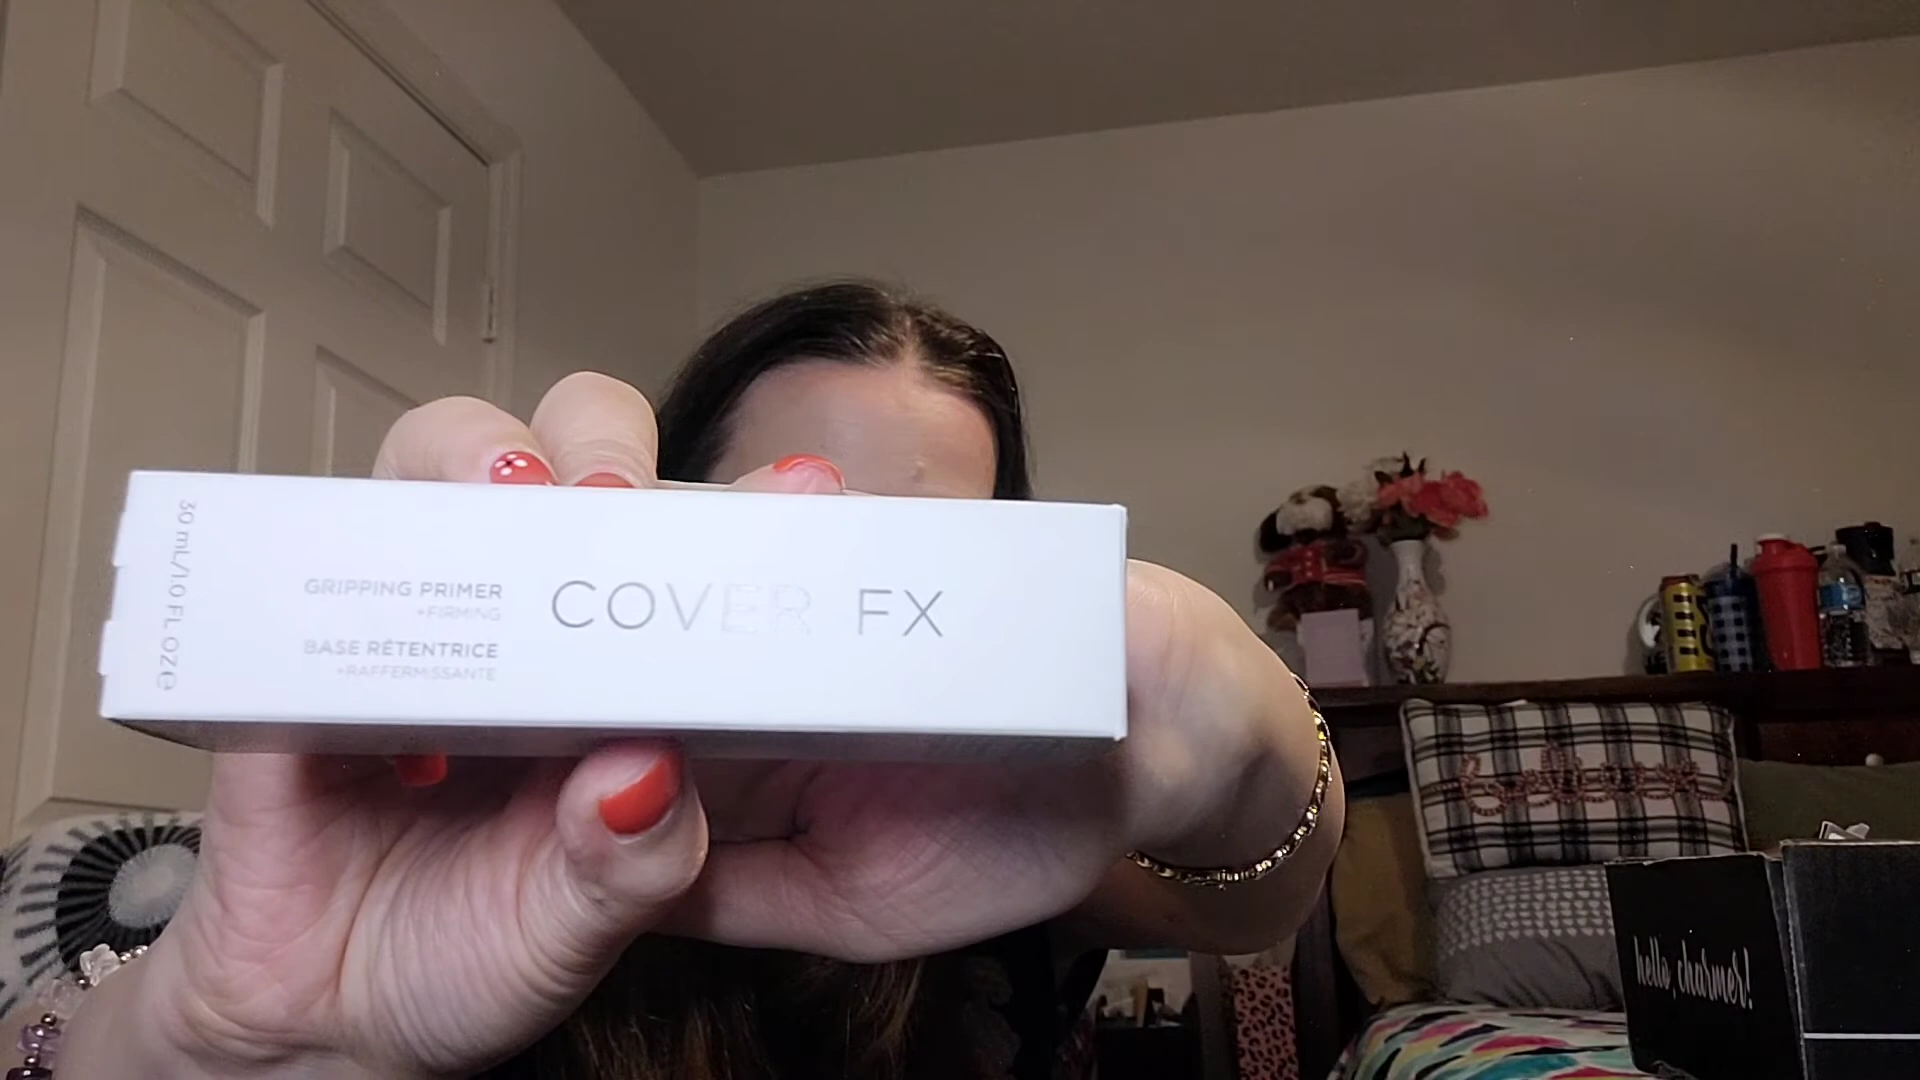 30 mL/1.0 FL OZ e
GRIPPING PRIMER
+FIRMING
BASE RÉTENTRICE
+RAFFERMISSANTE
COVER FX
hello, charmer!